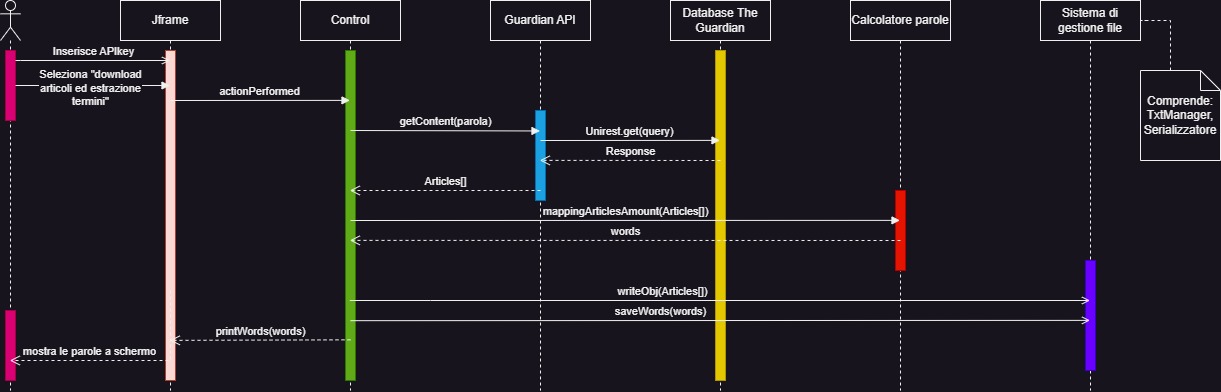 Jframe
Control
Guardian API
Database The
Guardian
Calcolatore parole
Sistema di
gestione file
Inserisce APIkey
Seleziona "download
articoli ed estrazione
termini"
actionPerformed
getContent(parola)
Unirest.get(query)
Response
Articles[]
mappingArticlesAmount(Articles[])
words
writeObj(Articles[])
saveWords(words)
printWords(words)
mostra le parole a schermo
Comprende:
TxtManager,
Serializzatore